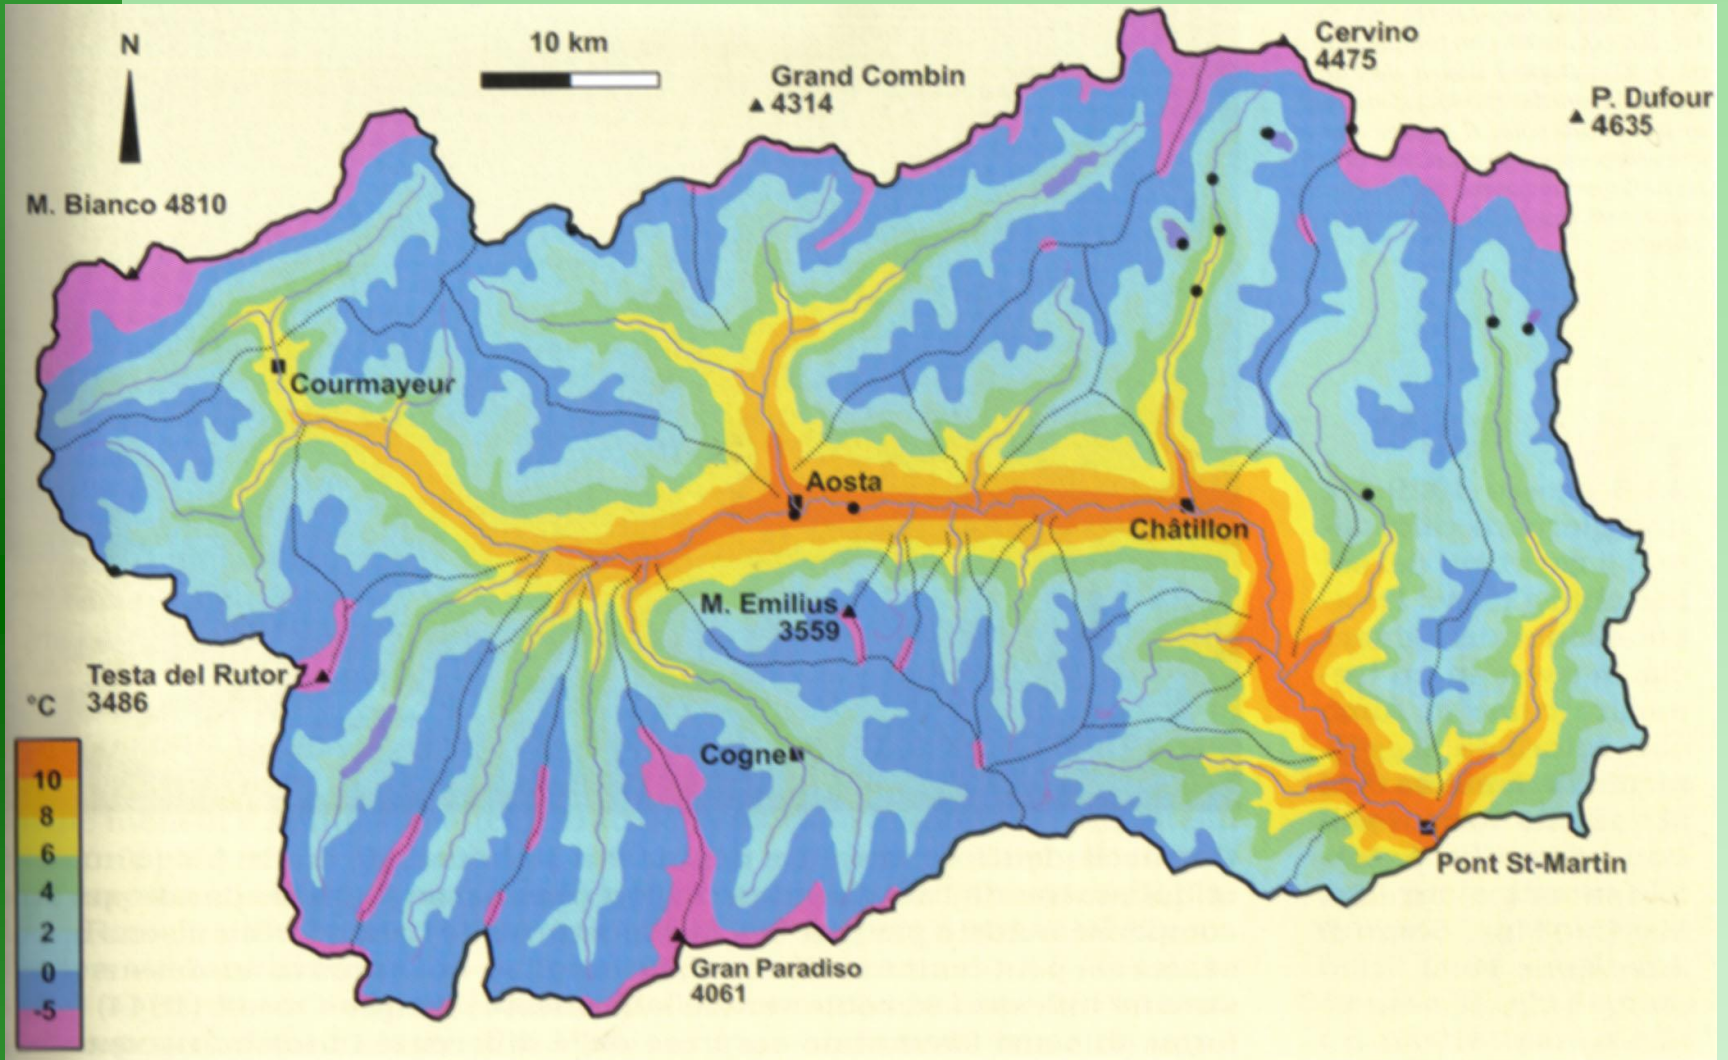 N
10 km
Cervino
4475
Grand Combin
4314
P. Dufour
4635
M. Bianco 4810
Courmayeur
Aosta
Châtillon
M. Emilius
3559
Testa del Rutor
3486
°C
Cogne
10
8
6
4
2
0
-5
Pont St-Martin
Gran Paradiso
4061